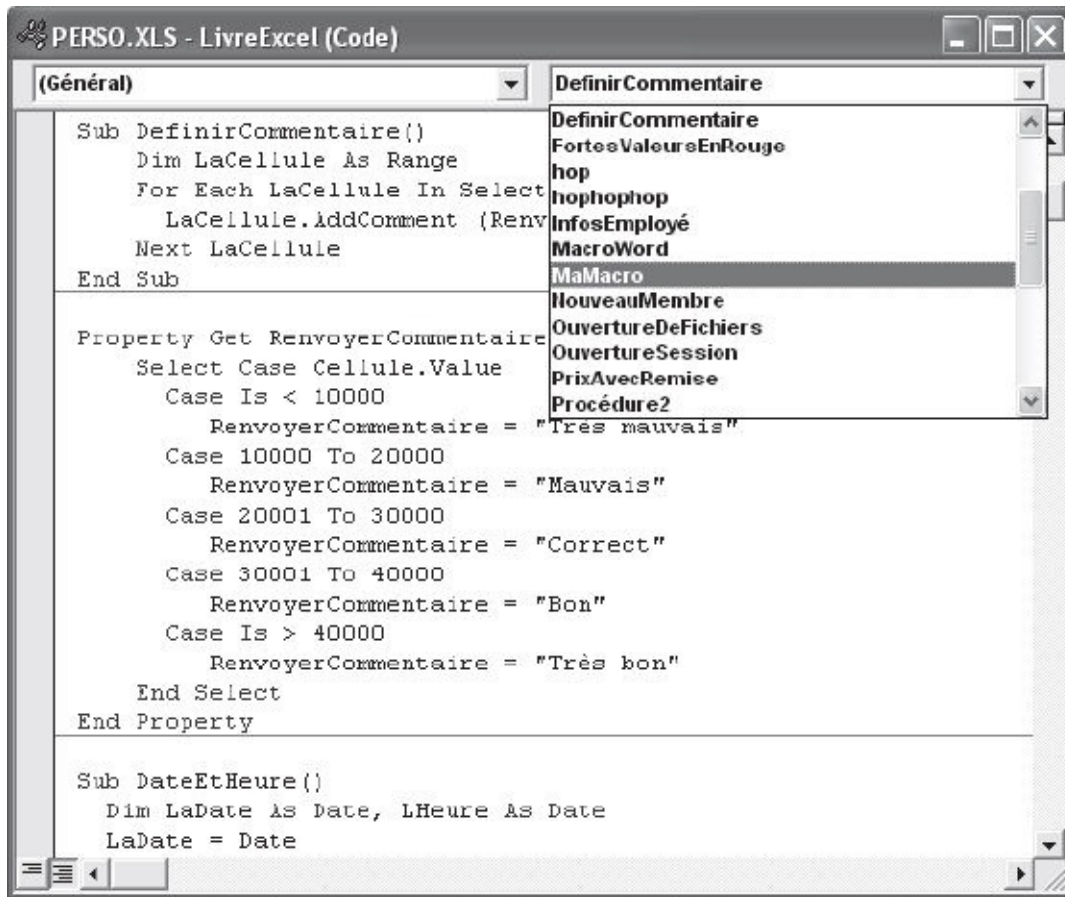 PERSO.XLS - LivreExcel (Code)
(Général)
DefinirCommentaire
DefinirCommentaire
FortesValeursEnRouge
hop
hophophop
InfosEmployé
MacroWord
MaMacro
NouveauMembre
OuvertureDeFichiers
OuvertureSession
PrixAvecRemise
Procédure2
Sub DefinirCommentaire()
Dim LaCellule As Range
For Each LaCellule In Select
LaCellule.AddComment (Renv
Next LaCellule
End Sub
Property Get RenvoyerCommentaire
Select Case Cellule.Value
Case Is < 10000
RenvoyerCommentaire = "Très mauvais"
Case 10000 To 20000
RenvoyerCommentaire = "Mauvais"
Case 20001 To 30000
RenvoyerCommentaire = "Correct"
Case 30001 To 40000
RenvoyerCommentaire = "Bon"
Case Is > 40000
RenvoyerCommentaire = "Très bon"
End Select
End Property
Sub DateEtHeure()
Dim LaDate As Date, LHeure As Date
LaDate = Date